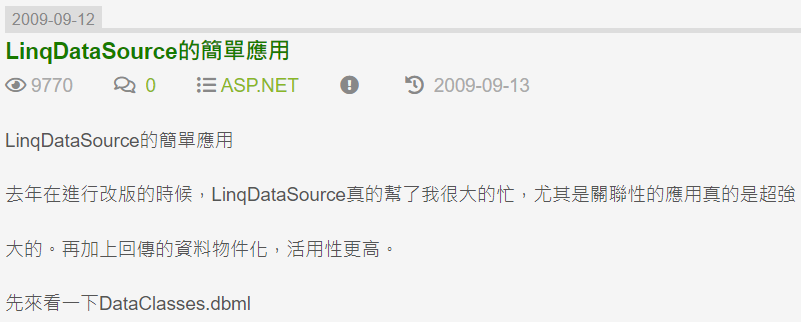 2009-09-12
LinqDataSource的簡單應用
9770 0 ASP.NET 2009-09-13
LinqDataSource的簡單應用
去年在進行改版的時候，LinqDataSource真的幫了我很大的忙，尤其是關聯性的應用真的是超強
大的。再加上回傳的資料物件化，活用性更高。
先來看一下DataClasses.dbml